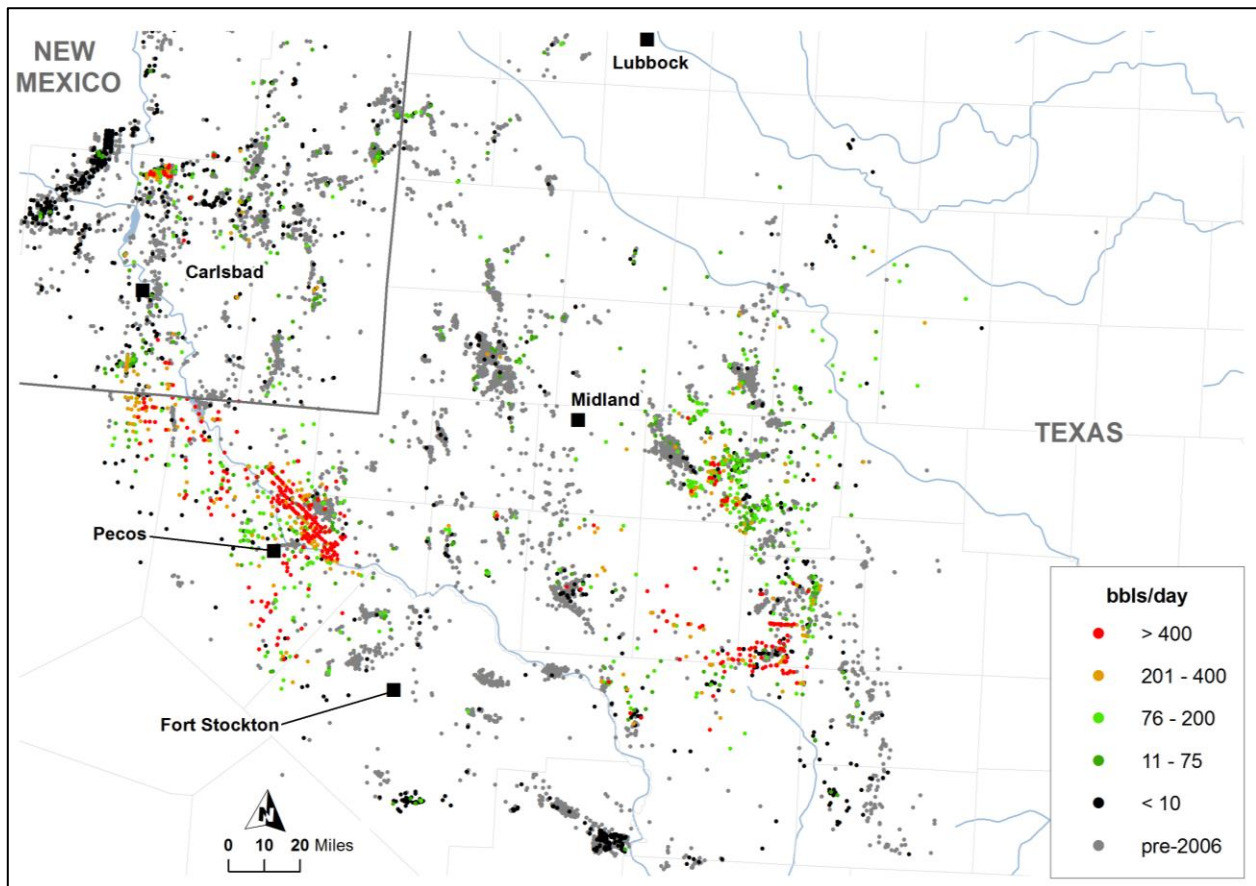 NEW
MEXICO
Lubbock
Carlsbad
Midland
TEXAS
Pecos
Fort Stockton
N
0 10 20 Miles
bbls/day
> 400
201 - 400
76 - 200
11 - 75
< 10
pre-2006